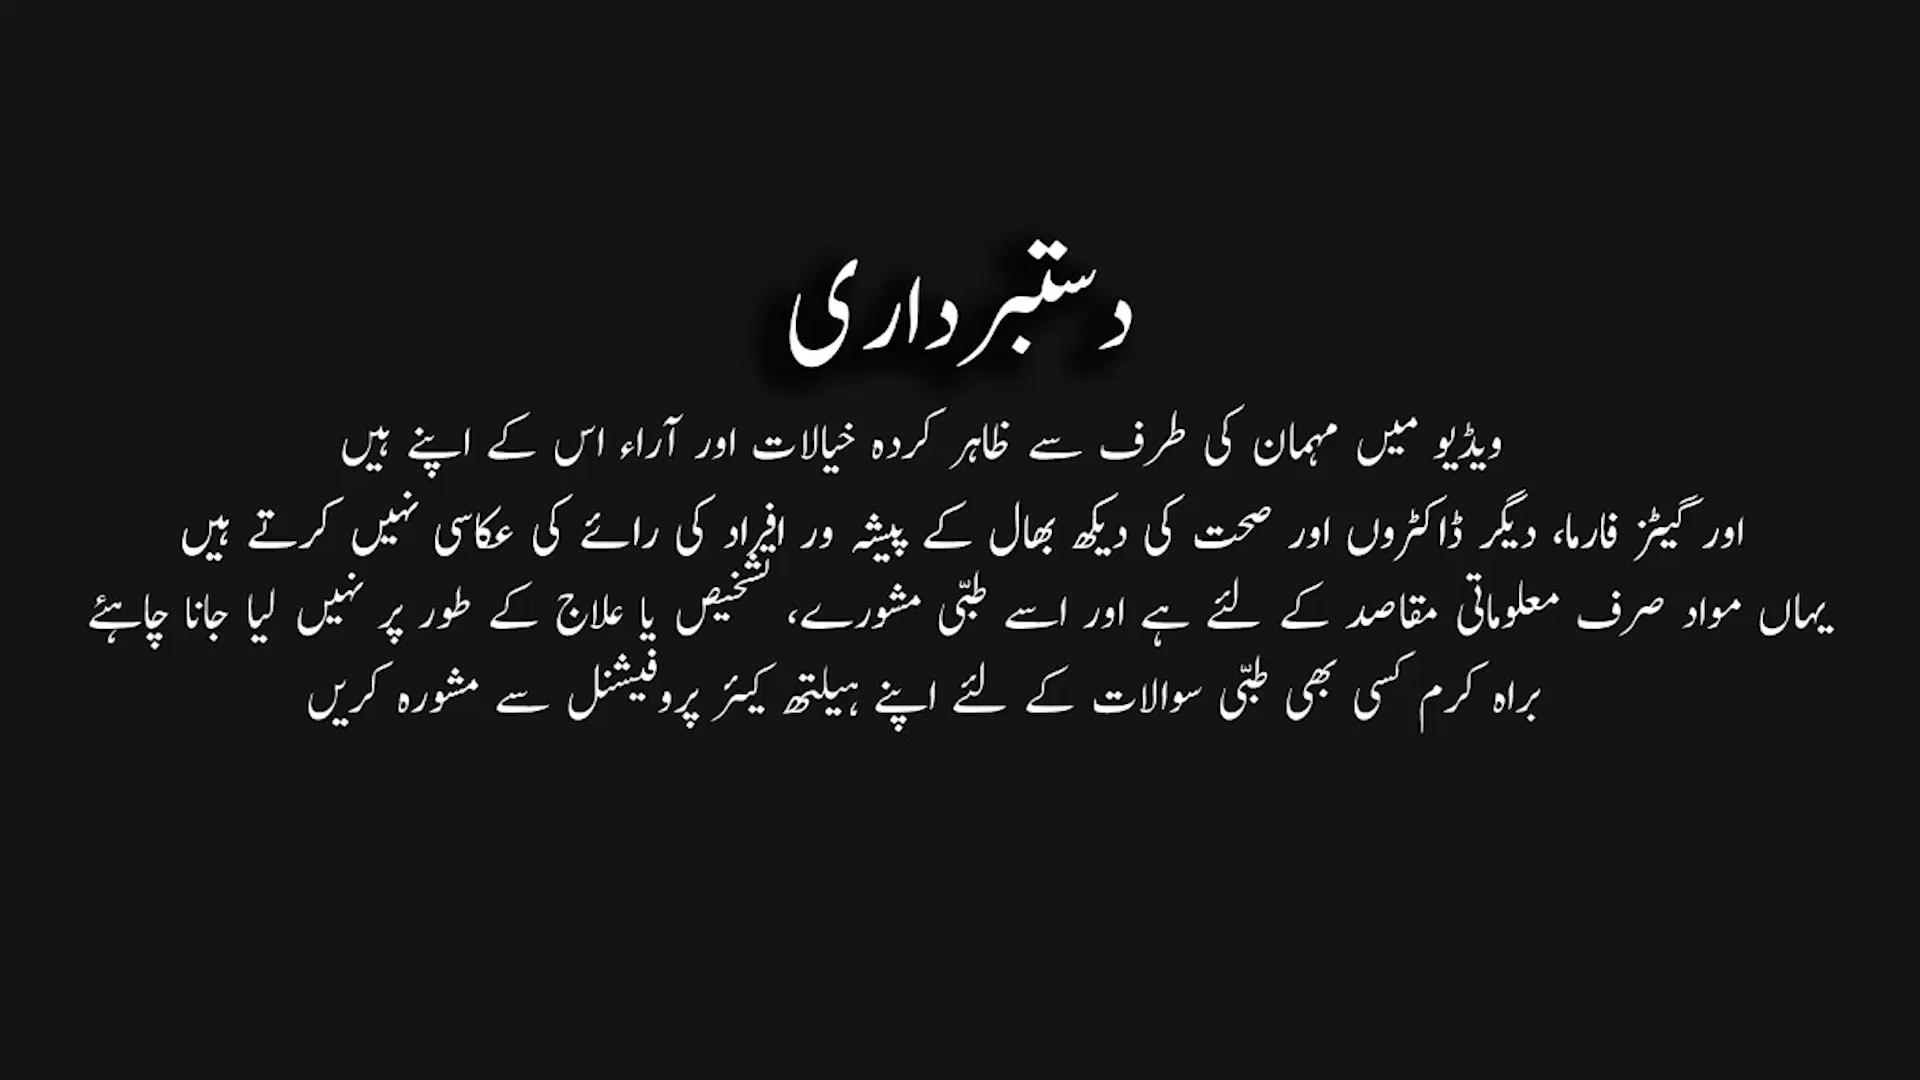 دستبرداری
ویڈیو میں مہمان کی طرف سے ظاہر کردہ خیالات اور آراء اس کے اپنے ہیں
اور گیٹز فارما، دیگر ڈاکٹروں اور صحت کی دیکھ بھال کے پیشہ ور افراد کی رائے کی عکاسی نہیں کرتے ہیں
یہاں مواد صرف معلوماتی مقاصد کے لئے ہے اور اسے طبّی مشورے، تشخیص یا علاج کے طور پر نہیں لیا جانا چاہئے
براہ کرم کسی بھی طبّی سوالات کے لئے اپنے ہیلتھ کیئر پروفیشنل سے مشورہ کریں